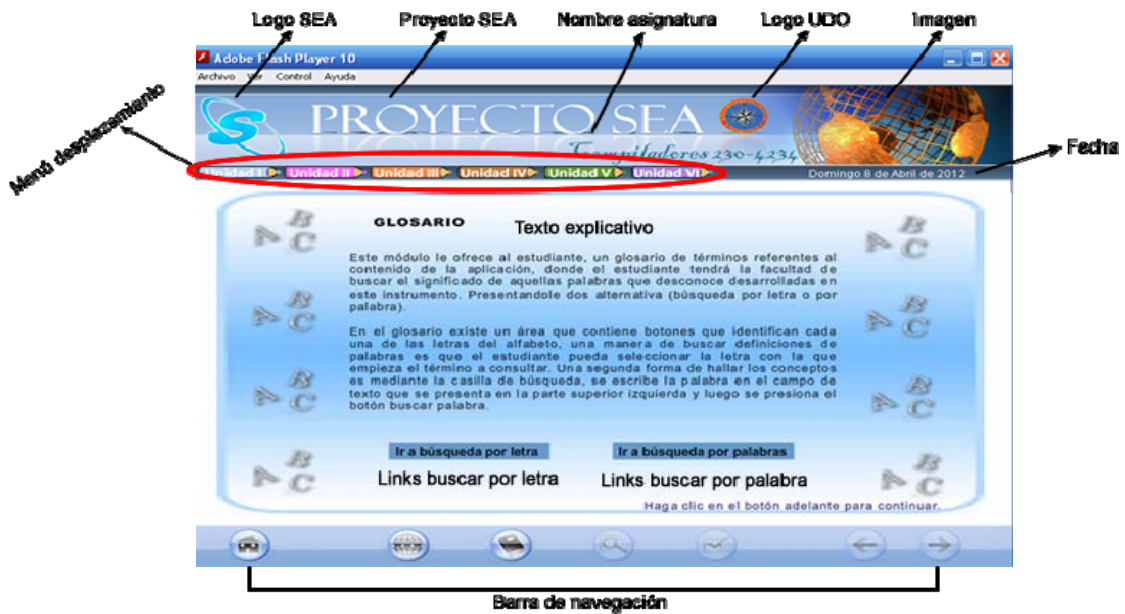 Logo SEA Proyecto SEA Nombre asignatura Logo UDO Imagen
Adobe Flash Player 10
Archivo Ver Control Ayuda
Menú desplazamiento
PROYECTO SEA
Compiladores 230-4234
Fecha
Unidad I Unidad II Unidad III Unidad IV Unidad V Unidad VI Domingo 8 de Abril de 2012
GLOSARIO Texto explicativo
Este módulo le ofrece al estudiante, un glosario de términos referentes al
contenido de la aplicación, donde el estudiante tendrá la facultad de
buscar el significado de aquellas palabras que desconoce desarrolladas en
este instrumento. Presentandole dos alternativa (búsqueda por letra o por
palabra).
En el glosario existe un área que contiene botones que identifican cada
una de las letras del alfabeto, una manera de buscar definiciones de
palabras es que el estudiante pueda seleccionar la letra con la que
empieza el término a consultar. Una segunda forma de hallar los conceptos
es mediante la casilla de búsqueda, se escribe la palabra en el campo de
texto que se presenta en la parte superior izquierda y luego se presiona el
botón buscar palabra.
A B C
A B C
A B C
A B C
A B C
A B C
A B C
A B C
Ir a búsqueda por letra Ir a búsqueda por palabras
Links buscar por letra Links buscar por palabra
Haga clic en el botón adelante para continuar.
Barra de navegación